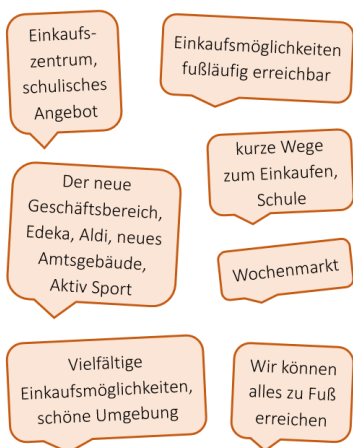 Einkaufs-
zentrum,
schulisches
Angebot
Einkaufsmöglichkeiten
fußläufig erreichbar
kurze Wege
zum Einkaufen,
Schule
Der neue
Geschäftsbereich,
Edeka, Aldi, neues
Amtsgebäude,
Aktiv Sport
Wochenmarkt
Vielfältige
Einkaufsmöglichkeiten,
schöne Umgebung
Wir können
alles zu Fuß
erreichen